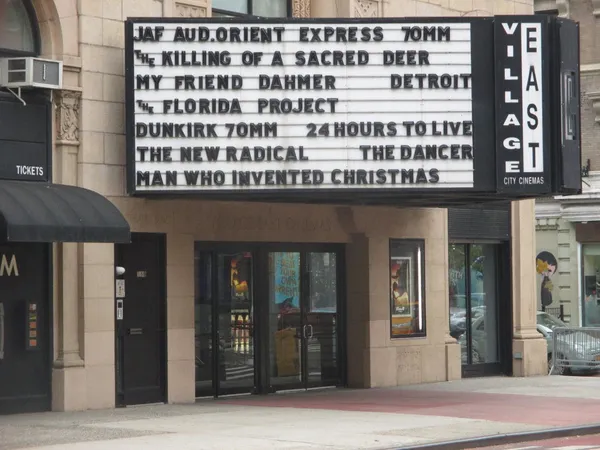 JAF AUD.ORIENT EXPRESS 70MM
THE KILLING OF A SACRED DEER
MY FRIEND DAHMER DETROIT
THE FLORIDA PROJECT
DUNKIRK 70MM 24 HOURS TO LIVE
THE NEW RADICAL THE DANCER
MAN WHO INVENTED CHRISTMAS
VILLAGE
EAST
CITY CINEMAS
TICKETS
M